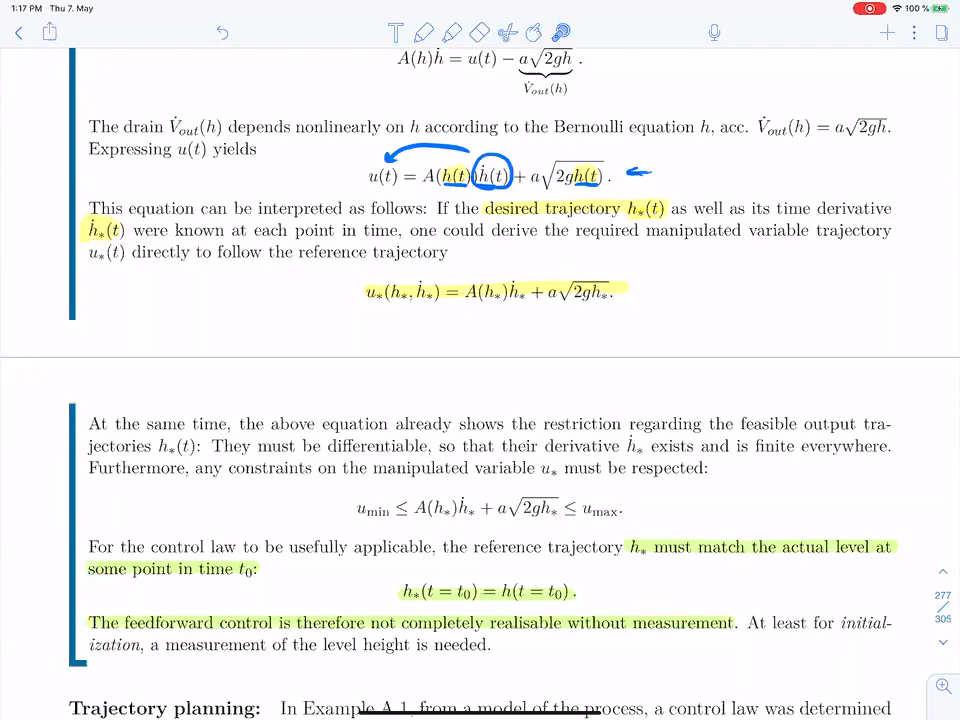 1:17 PM Thu 7. May
100 %
A(h)ḣ = u(t) − a√2gh .
V̇out(h)
The drain V̇out(h) depends nonlinearly on h according to the Bernoulli equation h, acc. V̇out(h) = a√2gh.
Expressing u(t) yields
u(t) = A(h(t))ḣ(t) + a√2gh(t) .
This equation can be interpreted as follows: If the desired trajectory h∗(t) as well as its time derivative
ḣ∗(t) were known at each point in time, one could derive the required manipulated variable trajectory
u∗(t) directly to follow the reference trajectory
u∗(h∗, ḣ∗) = A(h∗)ḣ∗ + a√2gh∗.
At the same time, the above equation already shows the restriction regarding the feasible output tra-
jectories h∗(t): They must be differentiable, so that their derivative ḣ∗ exists and is finite everywhere.
Furthermore, any constraints on the manipulated variable u∗ must be respected:
umin ≤ A(h∗)ḣ∗ + a√2gh∗ ≤ umax.
For the control law to be usefully applicable, the reference trajectory h∗ must match the actual level at
some point in time t0:
h∗(t = t0) = h(t = t0) .
The feedforward control is therefore not completely realisable without measurement. At least for initial-
ization, a measurement of the level height is needed.
277
305
Trajectory planning: In Example A.1, from a model of the process, a control law was determined